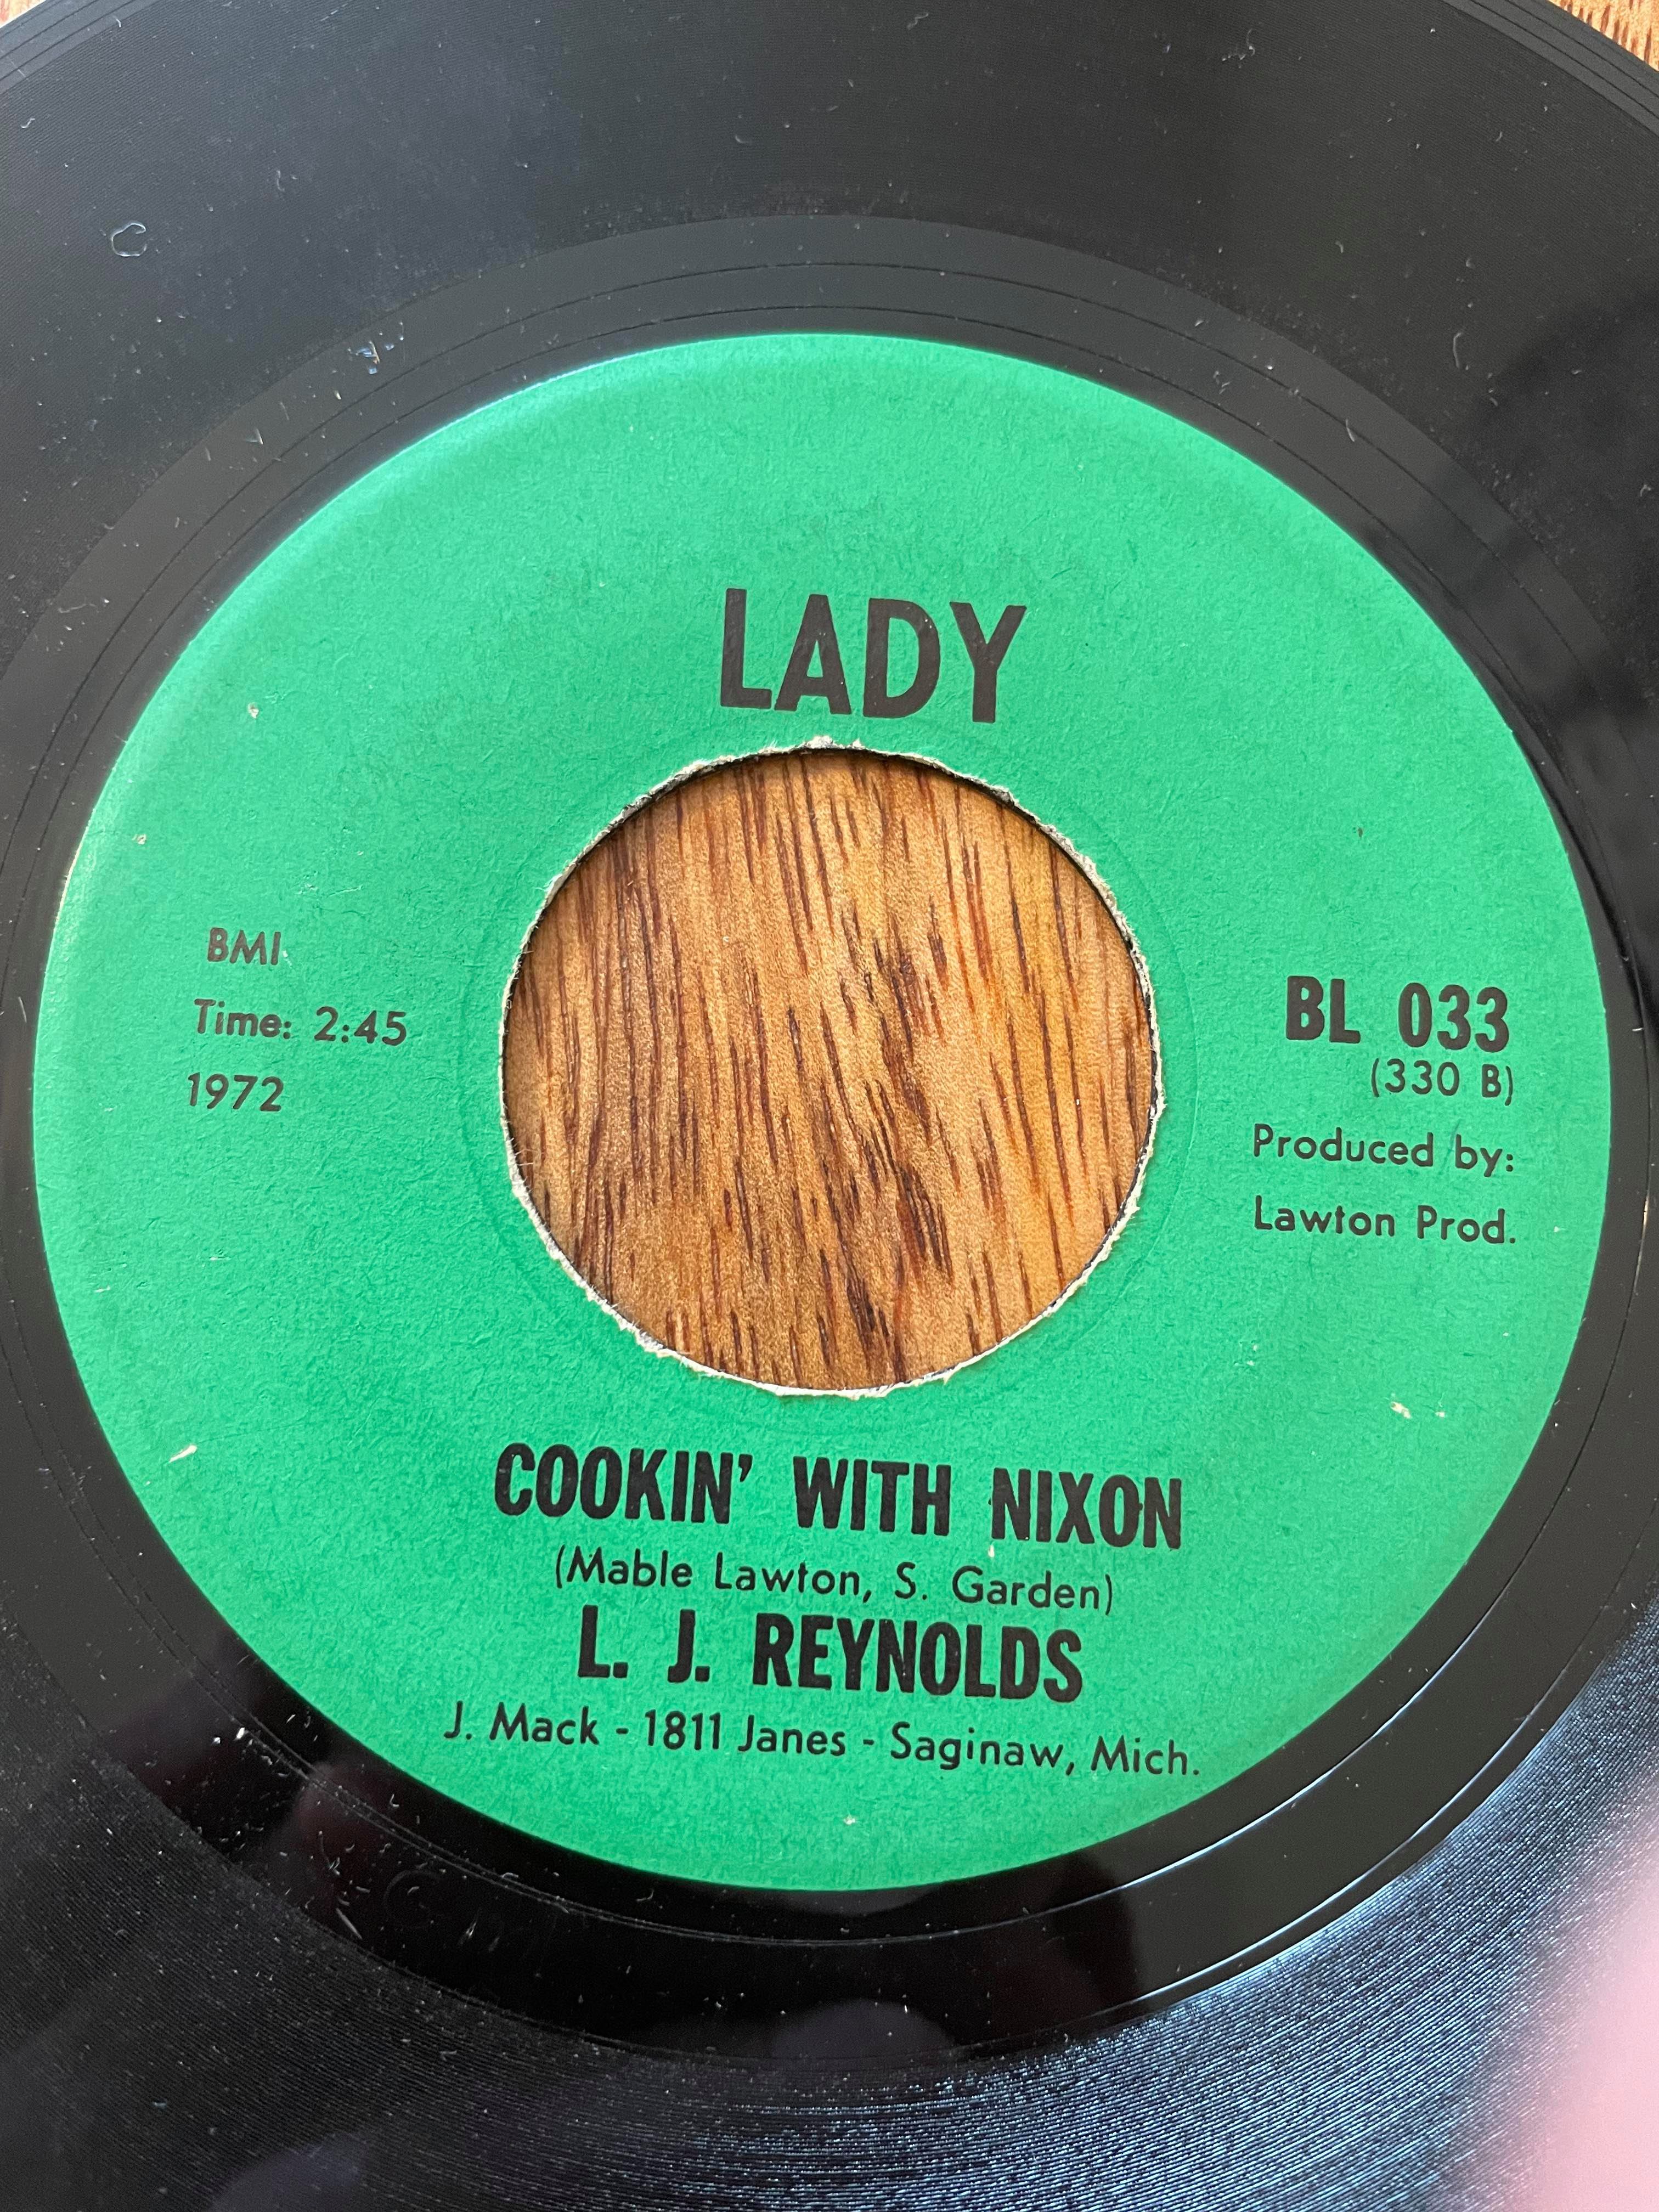 LADY
BMI
Time: 2:45
1972
BL 033
(330 B)
Produced by:
Lawton Prod.
COOKIN' WITH NIXON
(Mable Lawton, S. Garden)
L. J. REYNOLDS
J. Mack - 1811 Janes - Saginaw, Mich.